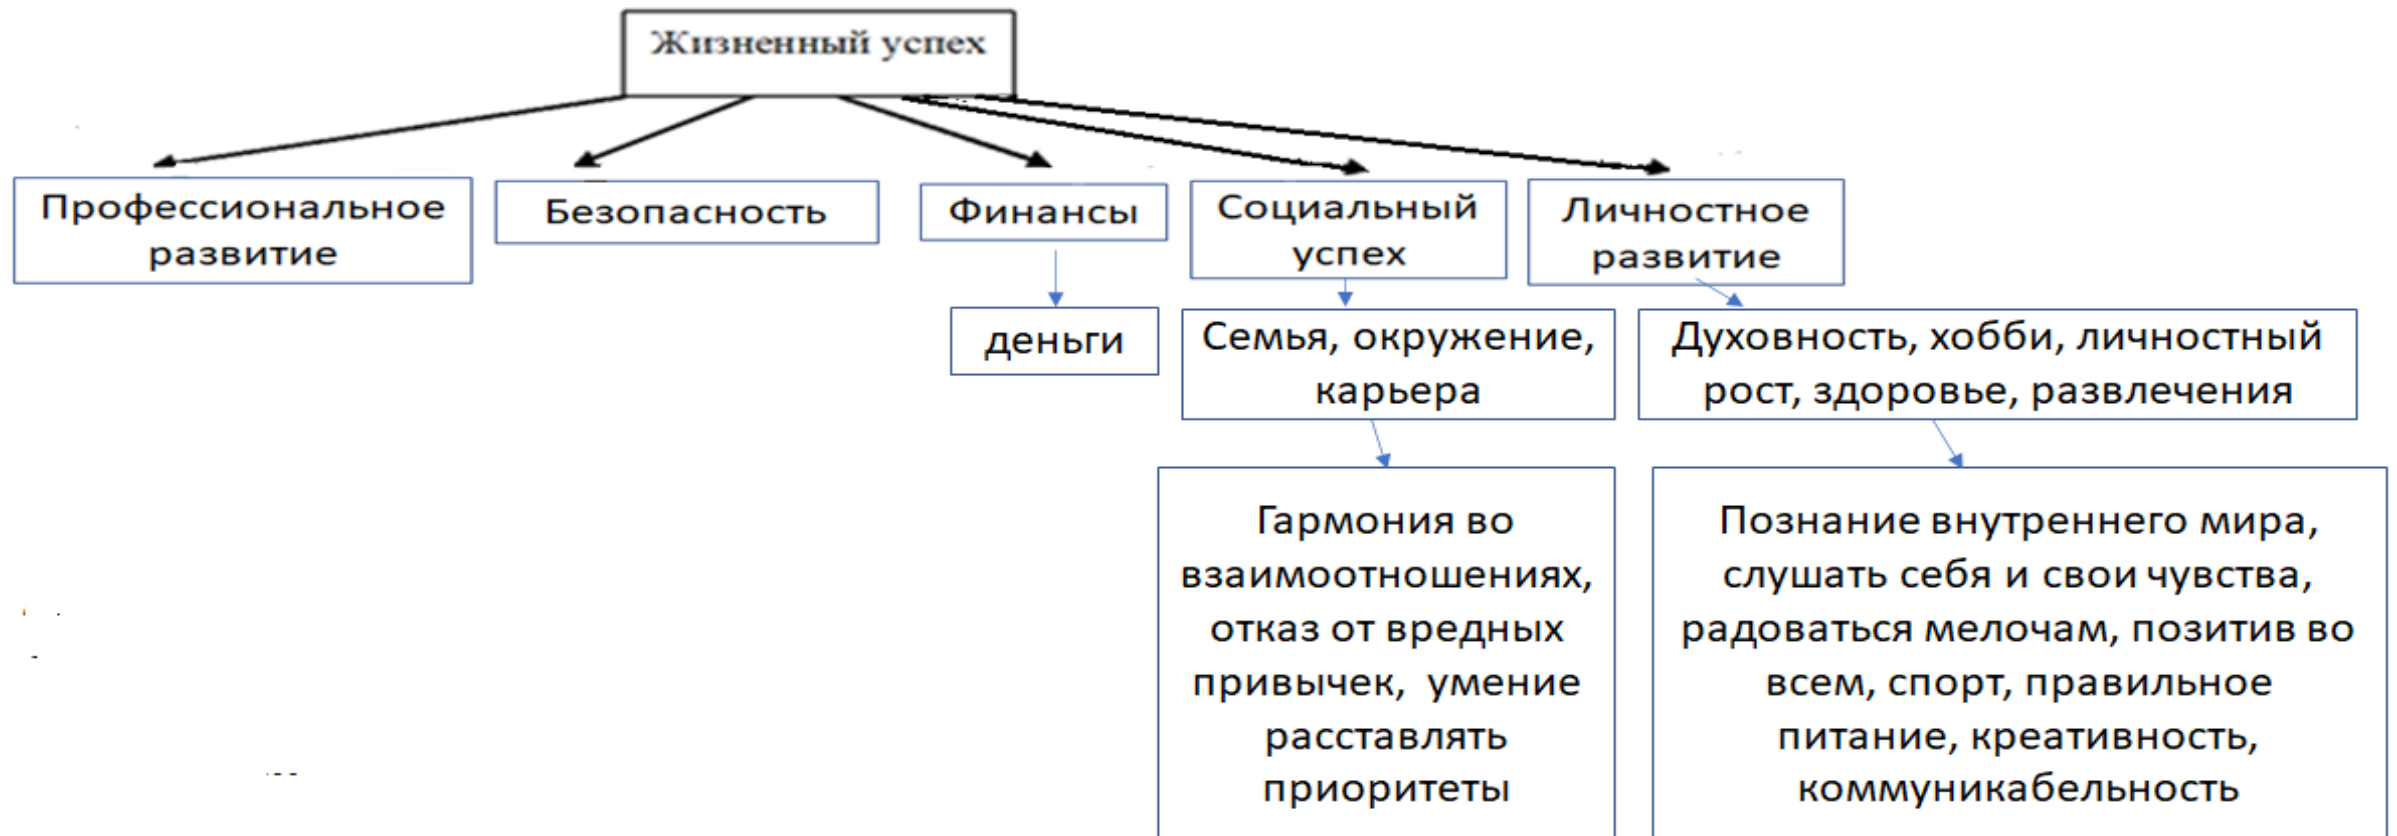 Жизненный успех
Профессиональное
развитие
Безопасность
Финансы
Социальный
успех
Личностное
развитие
деньги
Семья, окружение,
карьера
Духовность, хобби, личностный
рост, здоровье, развлечения
Гармония во
взаимоотношениях,
отказ от вредных
привычек, умение
расставлять
приоритеты
Познание внутреннего мира,
слушать себя и свои чувства,
радоваться мелочам, позитив во
всем, спорт, правильное
питание, креативность,
коммуникабельность